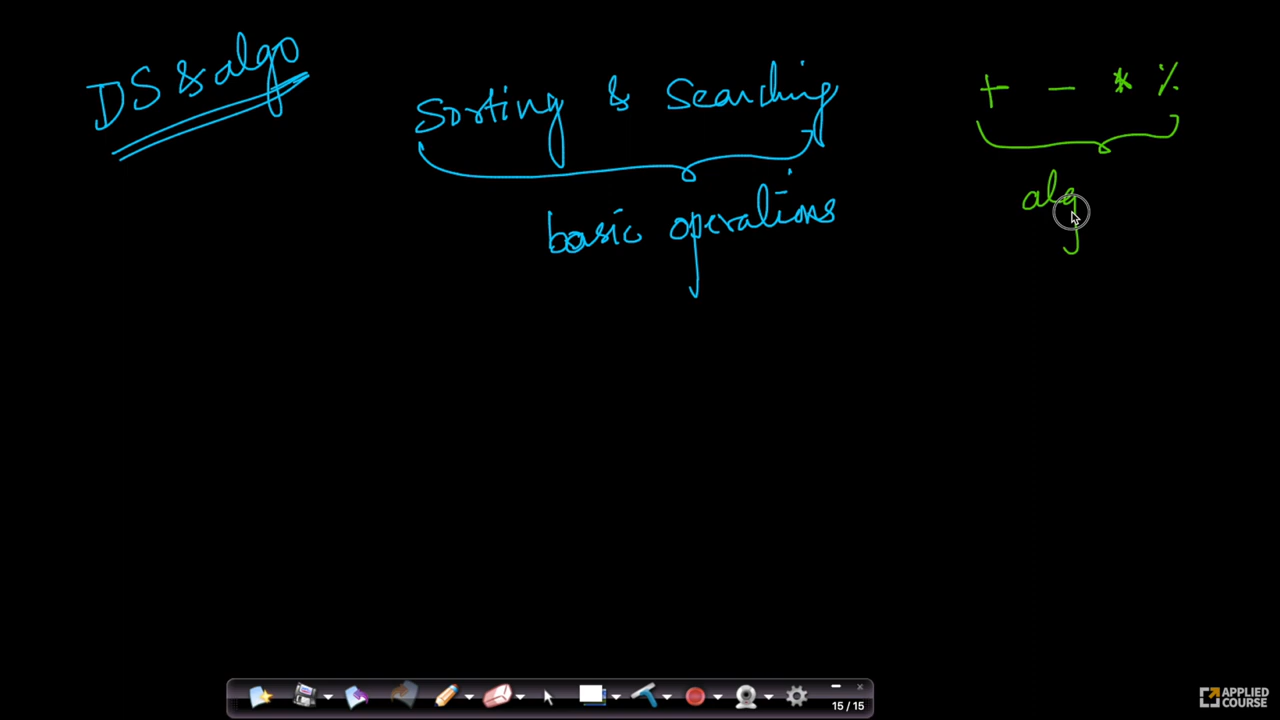 DS & algo
Sorting & Searching
+ - * %
basic operations
alg
15 / 15
APPLIED
COURSE